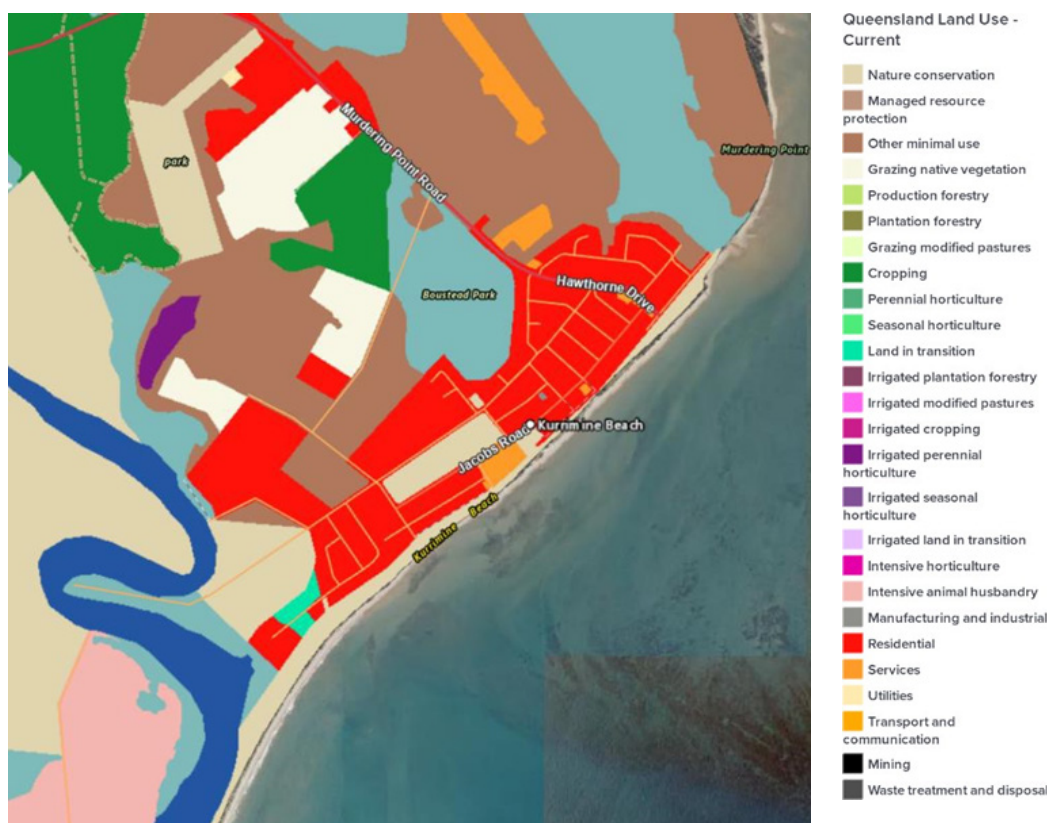 park
Murdering Point Road
Murdering Point
Boustead Park
Hawthorne Drive
Kurrimine Beach
Jacobs Road
Kurrimine Beach
Queensland Land Use -
Current
Nature conservation
Managed resource
protection
Other minimal use
Grazing native vegetation
Production forestry
Plantation forestry
Grazing modified pastures
Cropping
Perennial horticulture
Seasonal horticulture
Land in transition
Irrigated plantation forestry
Irrigated modified pastures
Irrigated cropping
Irrigated perennial
horticulture
Irrigated seasonal
horticulture
Irrigated land in transition
Intensive horticulture
Intensive animal husbandry
Manufacturing and industrial
Residential
Services
Utilities
Transport and
communication
Mining
Waste treatment and disposal